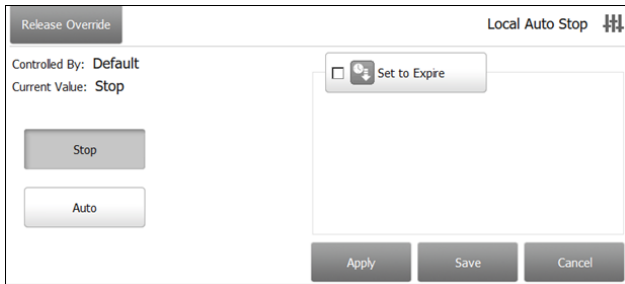 Release Override
Local Auto Stop
Controlled By: Default
Current Value: Stop
Set to Expire
Stop
Auto
Apply
Save
Cancel